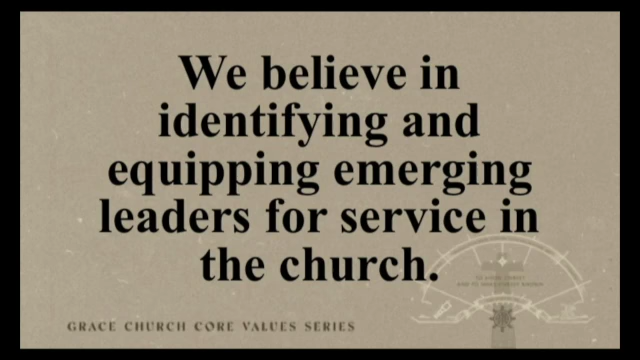 We believe in
identifying and
equipping emerging
leaders for service in
the church.
GRACE CHURCH CORE VALUES SERIES